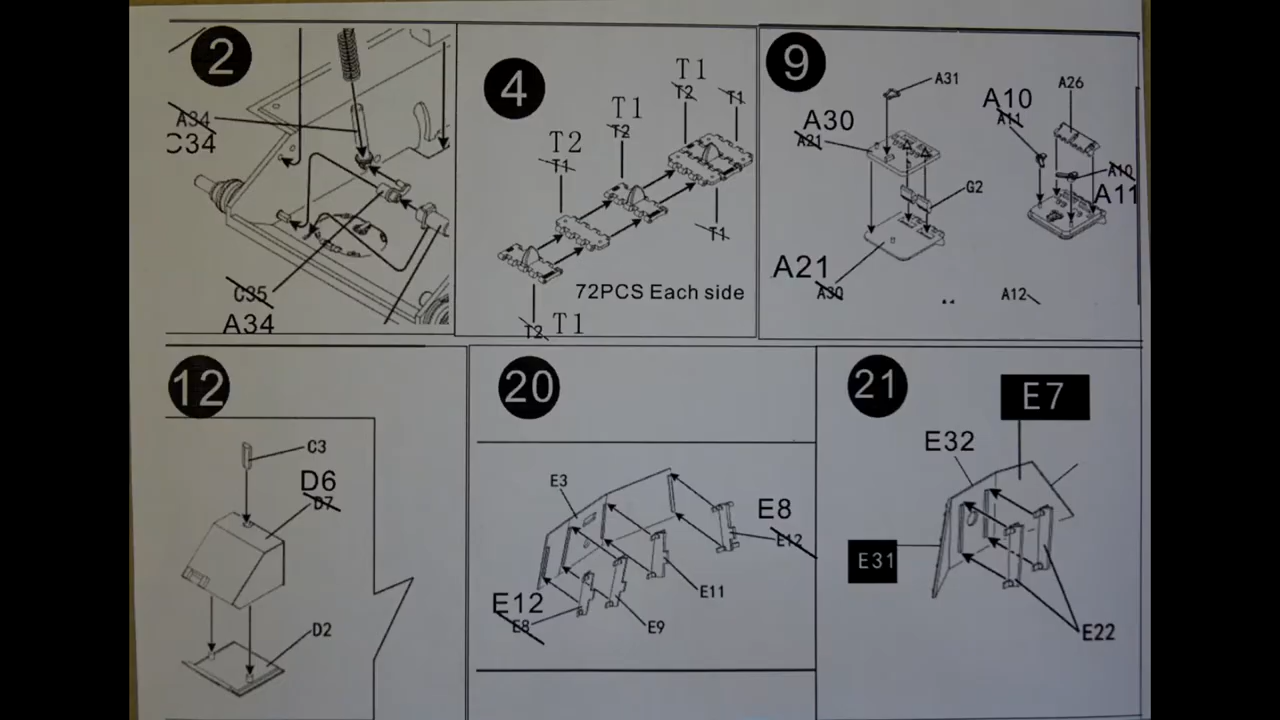 2
A34
C34
C35
A34
4
T1
T2
T1
T1
T2
T2
T1
T1
72PCS Each side
T2 T1
9
A31
A30
A21
G2
A21
A30
A10
A11
A26
A10
A11
A12
12
C3
D6
D7
D2
20
E3
E8
E12
E11
E12
E8
E9
21
E7
E32
E31
E22